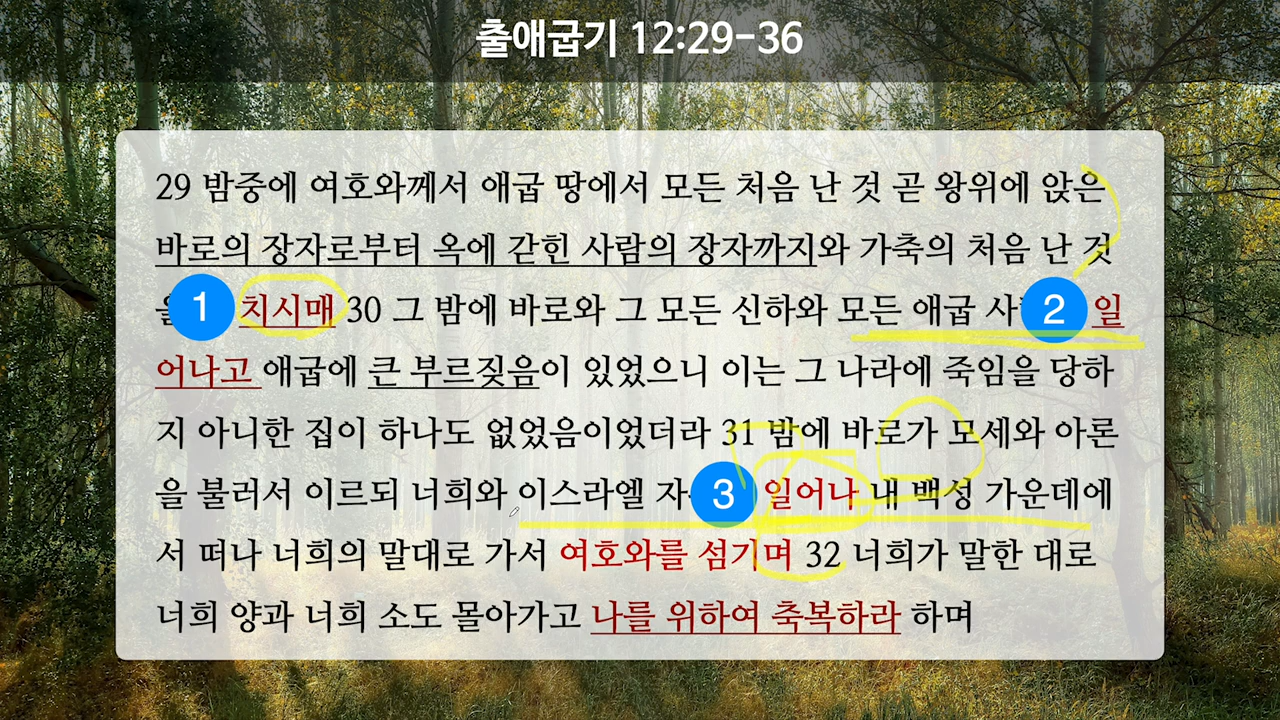 출애굽기 12:29-36
29 밤중에 여호와께서 애굽 땅에서 모든 처음 난 것 곧 왕위에 앉은
바로의 장자로부터 옥에 갇힌 사람의 장자까지와 가축의 처음 난 것
1 치시매 30 그 밤에 바로와 그 모든 신하와 모든 애굽 2 일
어나고 애굽에 큰 부르짖음이 있었으니 이는 그 나라에 죽임을 당하
지 아니한 집이 하나도 없었음이었더라 31 밤에 바로가 모세와 아론
을 불러서 이르되 너희와 이스라엘 3 일어나 내 백성 가운데에
서 떠나 너희의 말대로 가서 여호와를 섬기며 32 너희가 말한 대로
너희 양과 너희 소도 몰아가고 나를 위하여 축복하라 하며